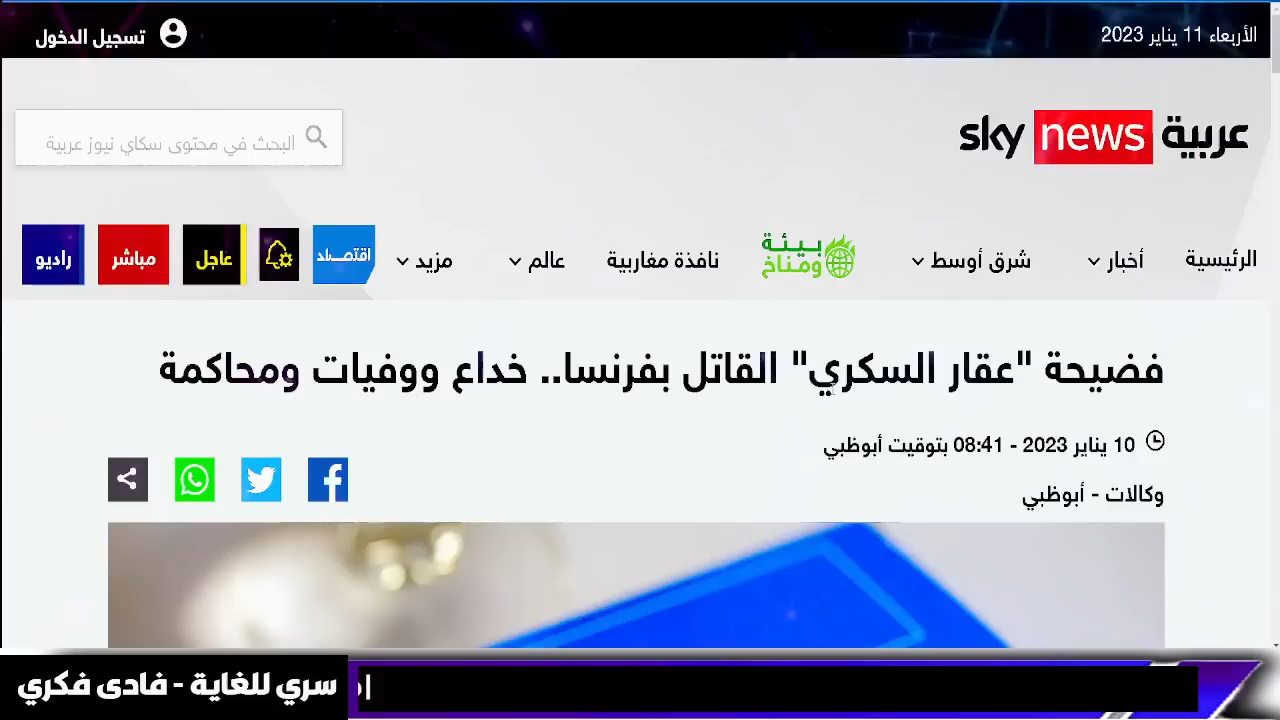 الأربعاء 11 يناير 2023
تسجيل الدخول
sky news عربية
البحث في محتوى سكاي نيوز عربية
الرئيسية
أخبار
شرق أوسط
بيئة ومناخ
نافذة مغاربية
عالم
مزيد
اقتصاد
عاجل
مباشر
راديو
فضيحة "عقار السكري" القاتل بفرنسا.. خداع ووفيات ومحاكمة
10 يناير 2023 - 08:41 بتوقيت أبوظبي
وكالات - أبوظبي
سري للغاية - فادى فكري